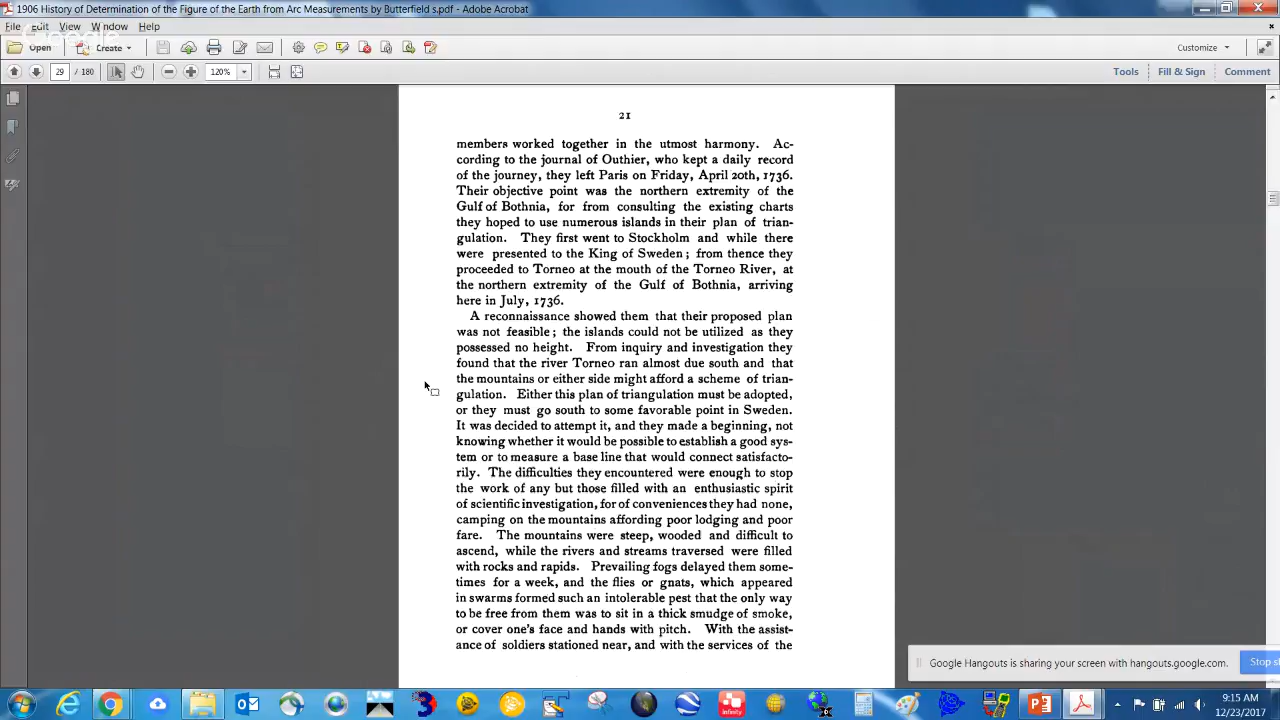 1906 History of Determination of the Figure of the Earth from Arc Measurements by Butterfield s.pdf - Adobe Acrobat
File Edit View Window Help
Open Create Customize
29 / 180 120% Tools Fill & Sign Comment
21
members worked together in the utmost harmony. Ac-
cording to the journal of Outhier, who kept a daily record
of the journey, they left Paris on Friday, April 20th, 1736.
Their objective point was the northern extremity of the
Gulf of Bothnia, for from consulting the existing charts
they hoped to use numerous islands in their plan of trian-
gulation. They first went to Stockholm and while there
were presented to the King of Sweden ; from thence they
proceeded to Torneo at the mouth of the Torneo River, at
the northern extremity of the Gulf of Bothnia, arriving
here in July, 1736.
A reconnaissance showed them that their proposed plan
was not feasible ; the islands could not be utilized as they
possessed no height. From inquiry and investigation they
found that the river Torneo ran almost due south and that
the mountains or either side might afford a scheme of trian-
gulation. Either this plan of triangulation must be adopted,
or they must go south to some favorable point in Sweden.
It was decided to attempt it, and they made a beginning, not
knowing whether it would be possible to establish a good sys-
tem or to measure a base line that would connect satisfacto-
rily. The difficulties they encountered were enough to stop
the work of any but those filled with an enthusiastic spirit
of scientific investigation, for of conveniences they had none,
camping on the mountains affording poor lodging and poor
fare. The mountains were steep, wooded and difficult to
ascend, while the rivers and streams traversed were filled
with rocks and rapids. Prevailing fogs delayed them some-
times for a week, and the flies or gnats, which appeared
in swarms formed such an intolerable pest that the only way
to be free from them was to sit in a thick smudge of smoke,
or cover one's face and hands with pitch. With the assist-
ance of soldiers stationed near, and with the services of the
Google Hangouts is sharing your screen with hangouts.google.com. Stop
Infinity
9:15 AM
12/23/2017